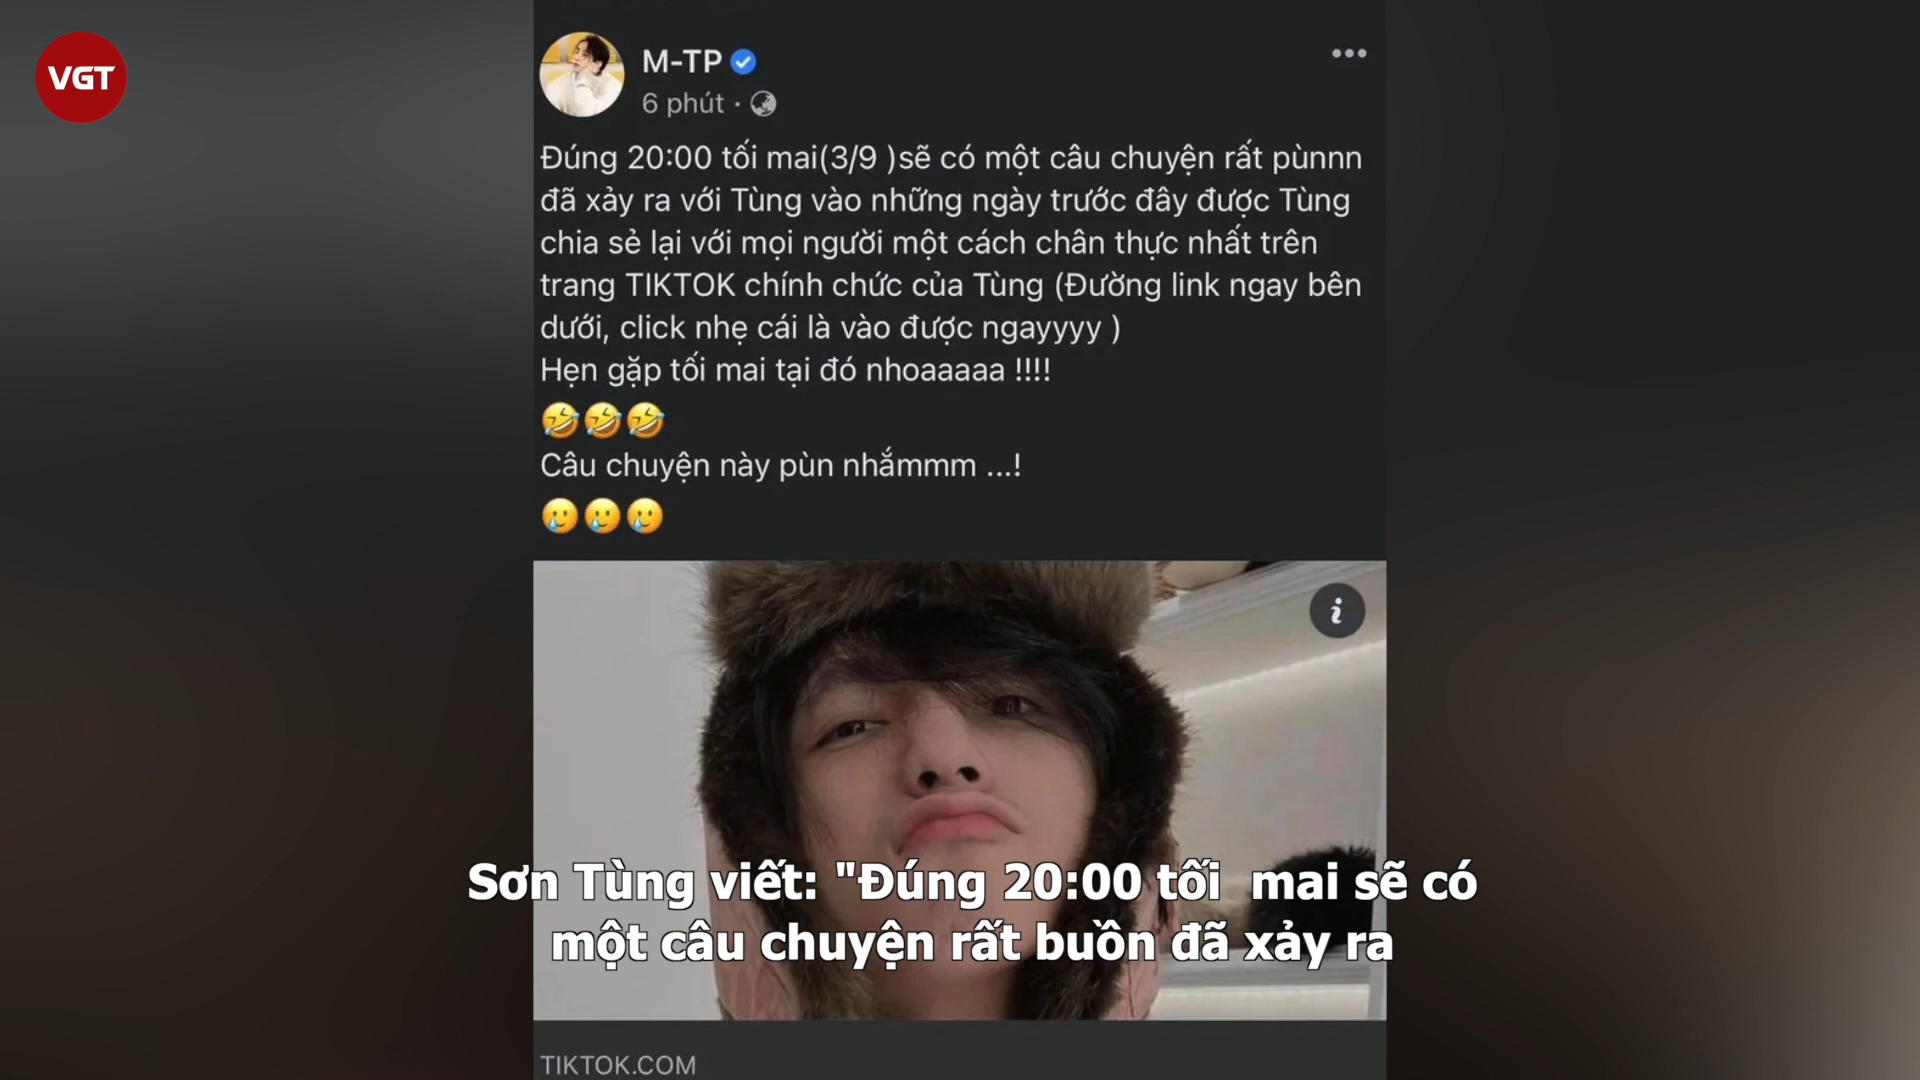 VGT
M-TP
6 phút ·
Đúng 20:00 tối mai(3/9 )sẽ có một câu chuyện rất pùnnn
đã xảy ra với Tùng vào những ngày trước đây được Tùng
chia sẻ lại với mọi người một cách chân thực nhất trên
trang TIKTOK chính chức của Tùng (Đường link ngay bên
dưới, click nhẹ cái là vào được ngayyyy )
Hẹn gặp tối mai tại đó nhoaaaaa !!!!
🤣🤣🤣
Câu chuyện này pùn nhắmmm ...!
🥲🥲🥲
Sơn Tùng viết: "Đúng 20:00 tối mai sẽ có
một câu chuyện rất buồn đã xảy ra
TIKTOK.COM